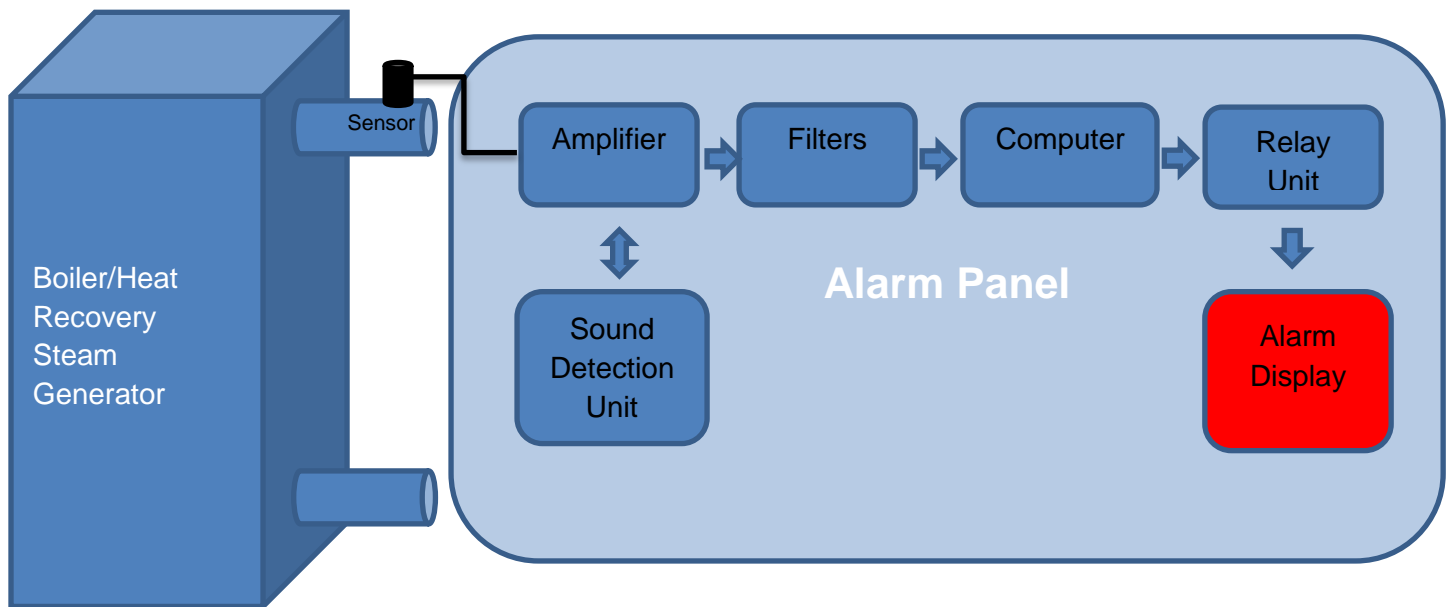 Sensor
Amplifier
Filters
Computer
Relay
Unit
Boiler/Heat
Recovery
Steam
Generator
Alarm Panel
Sound
Detection
Unit
Alarm
Display